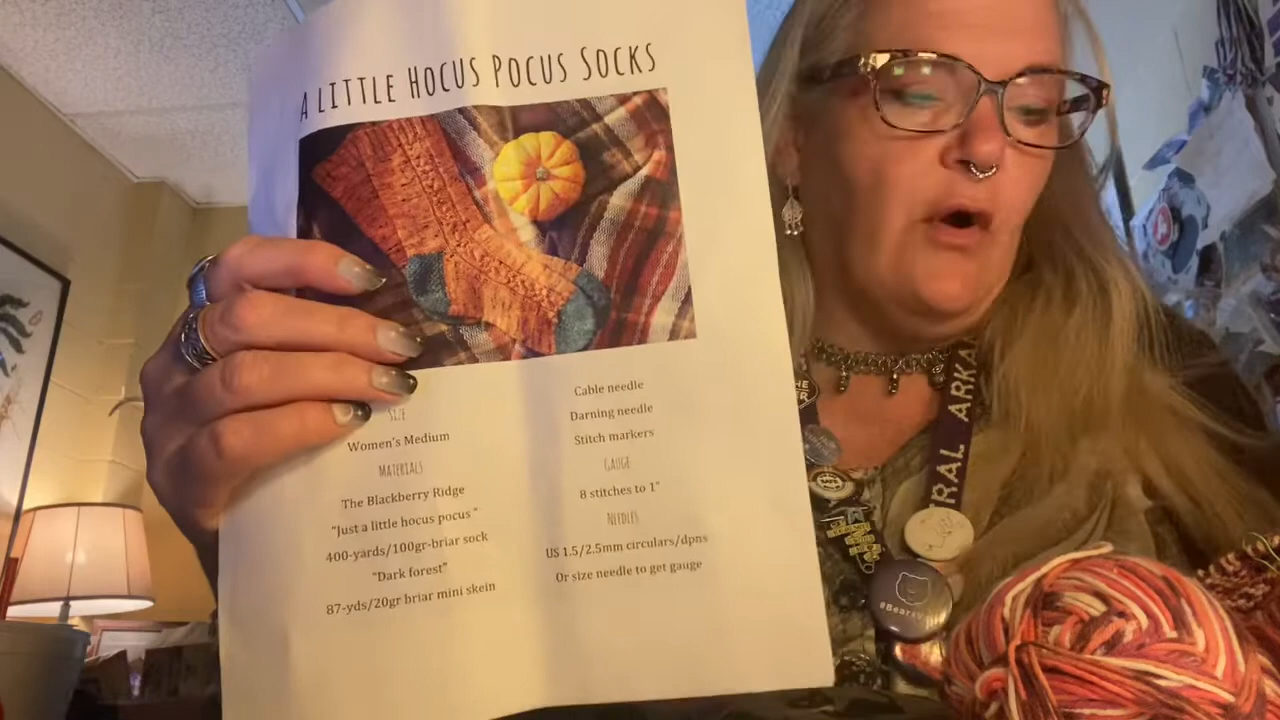 A LITTLE HOCUS POCUS SOCKS
SIZE
Women's Medium
MATERIALS
The Blackberry Ridge
"Just a little hocus pocus "
400-yards/100gr-briar sock
"Dark forest"
87-yds/20gr briar mini skein
Cable needle
Darning needle
Stitch markers
GAUGE
8 stitches to 1"
NEEDLES
US 1.5/2.5mm circulars/dpns
Or size needle to get gauge
RAL ARKA